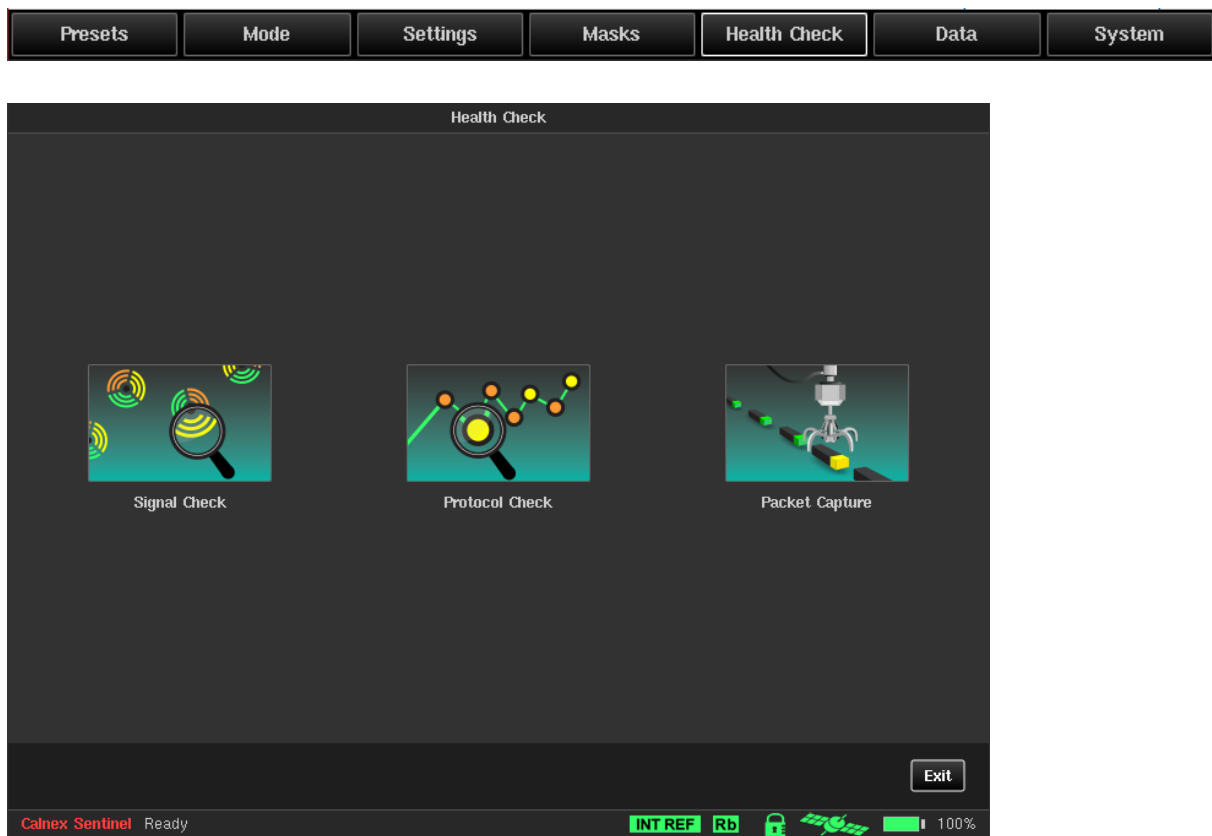 Presets Mode Settings Masks Health Check Data System
Health Check
Signal Check Protocol Check Packet Capture
Exit
Calnex Sentinel Ready INT REF Rb 100%